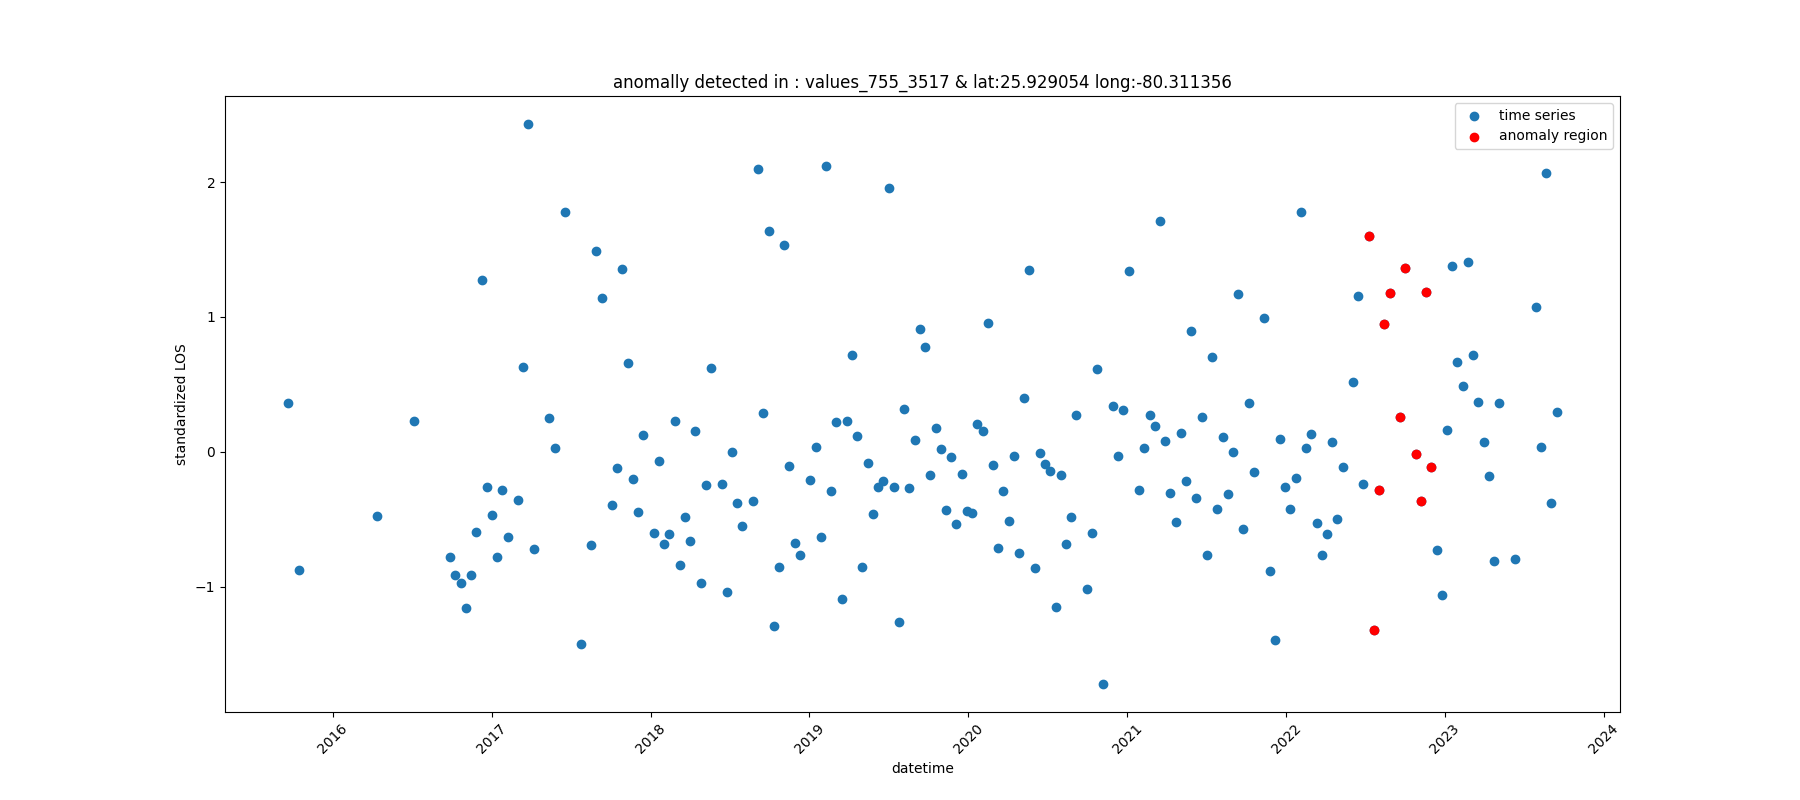 anomally detected in : values_755_3517 & lat:25.929054 long:-80.311356
time series
anomaly region
2
1
0
−1
standardized LOS
2016
2017
2018
2019
2020
2021
2022
2023
2024
datetime